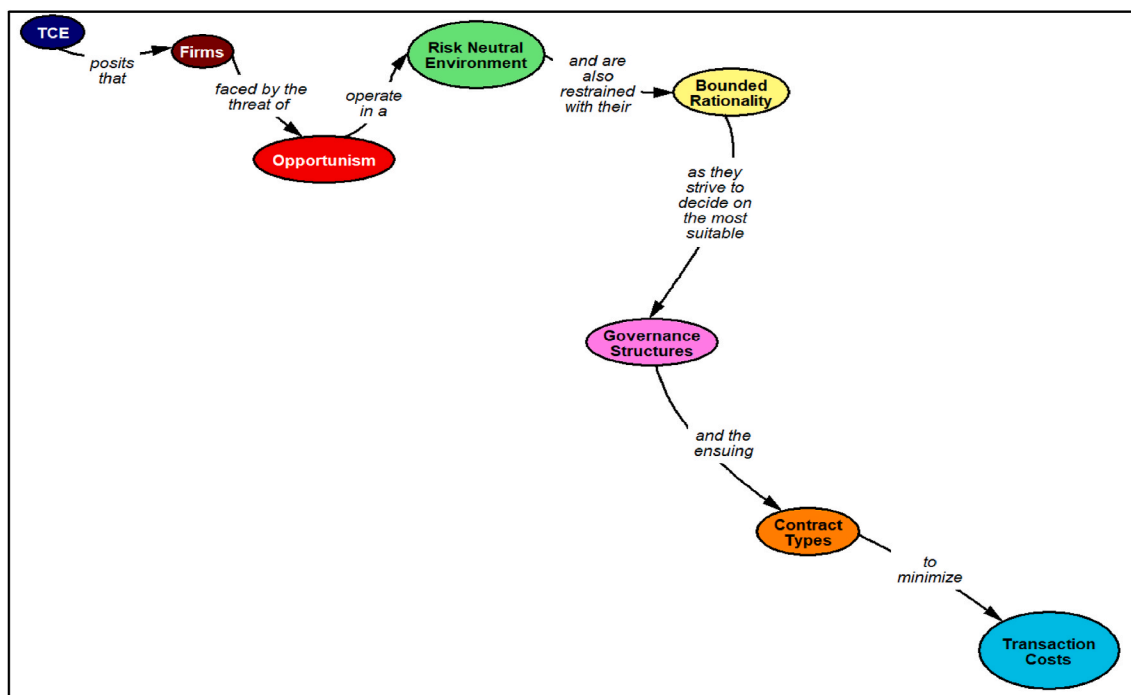 TCE
posits
that
Firms
faced by the
threat of
Opportunism
operate
in a
Risk Neutral
Environment
and are
also
restrained
with their
Bounded
Rationality
as they
strive to
decide on
the most
suitable
Governance
Structures
and the
ensuing
Contract
Types
to
minimize
Transaction
Costs